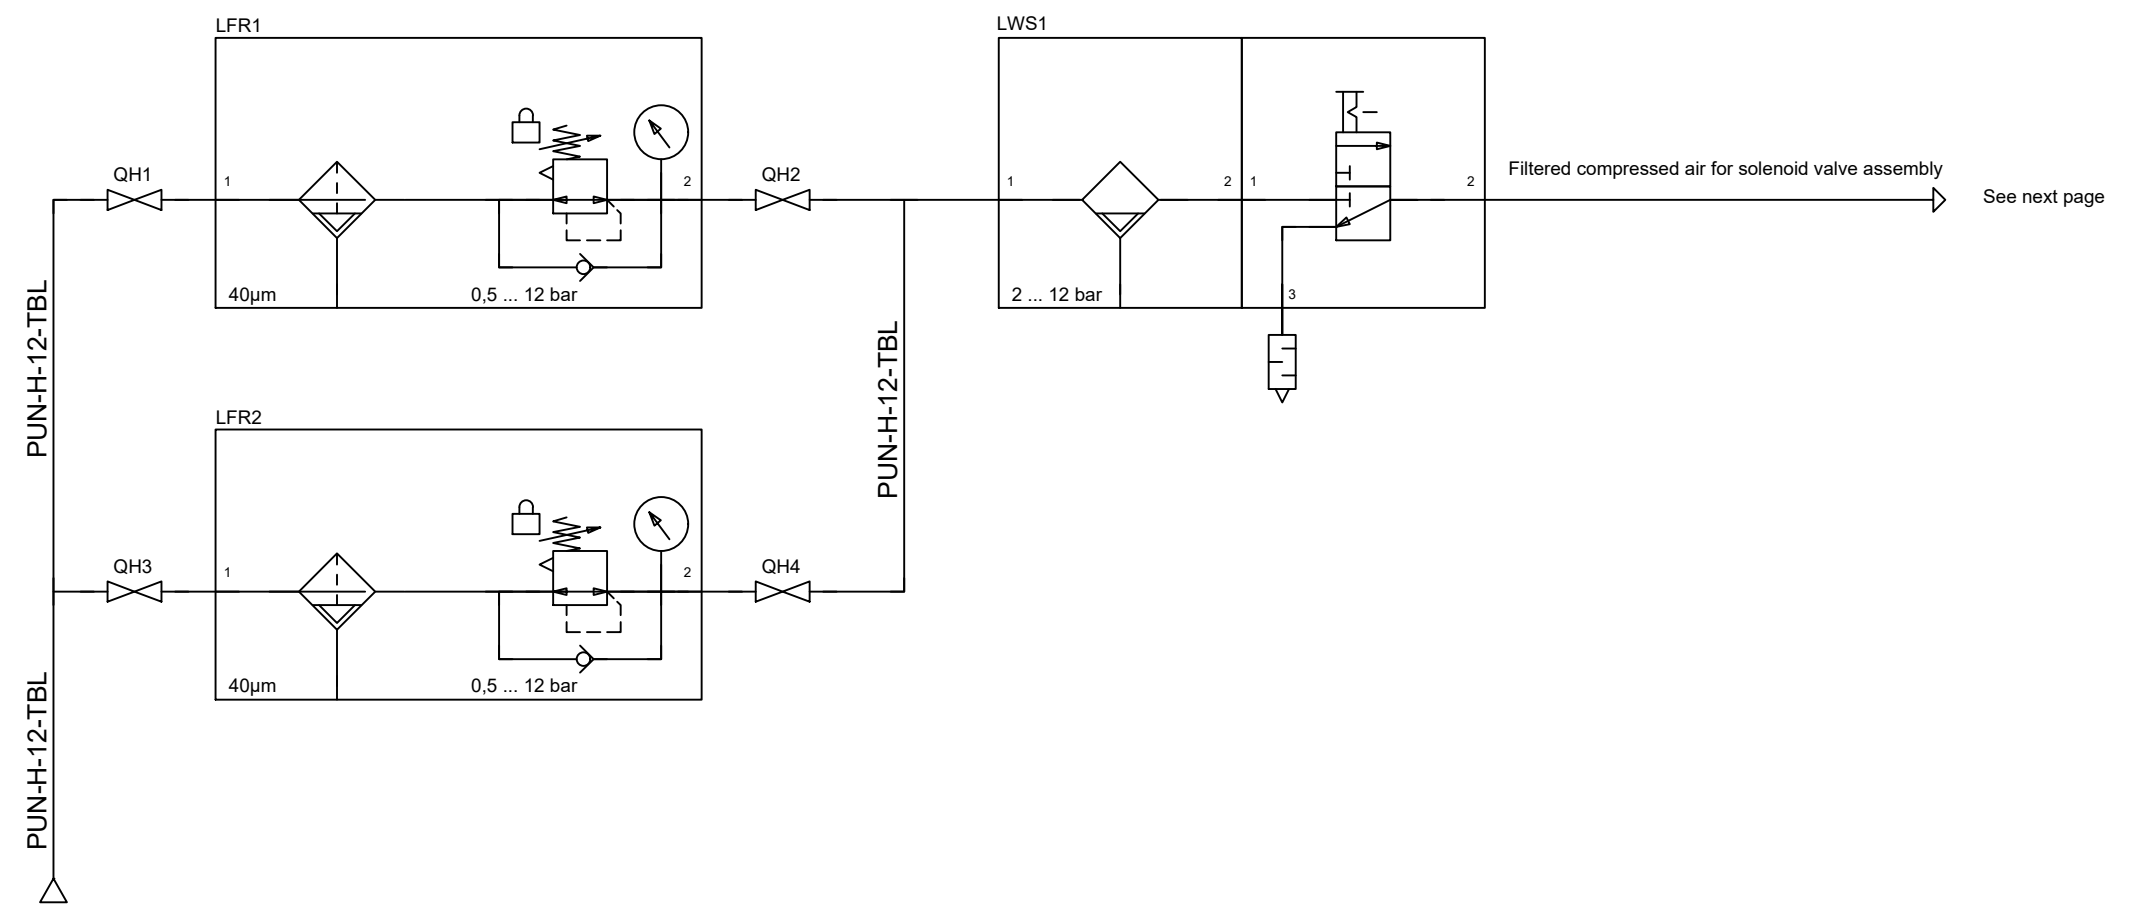 LFR1
LWS1
QH1
1
2
QH2
1
2
1
2
Filtered compressed air for solenoid valve assembly
See next page
40µm
0,5 ... 12 bar
2 ... 12 bar
3
PUN-H-12-TBL
PUN-H-12-TBL
LFR2
QH3
1
2
QH4
40µm
0,5 ... 12 bar
PUN-H-12-TBL